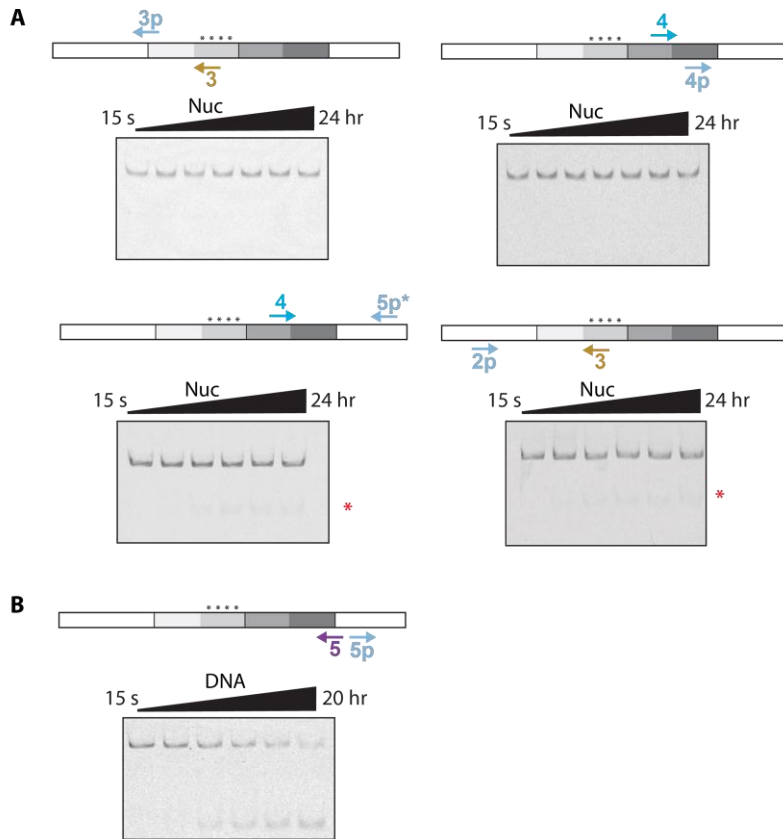 A
3p
* * * *
3
Nuc
15 s
24 hr
* * * *
4
4p
Nuc
15 s
24 hr
* * * *
4
5p*
Nuc
15 s
24 hr
*
* * * *
2p
3
Nuc
15 s
24 hr
*
B
* * * *
5
5p
DNA
15 s
20 hr